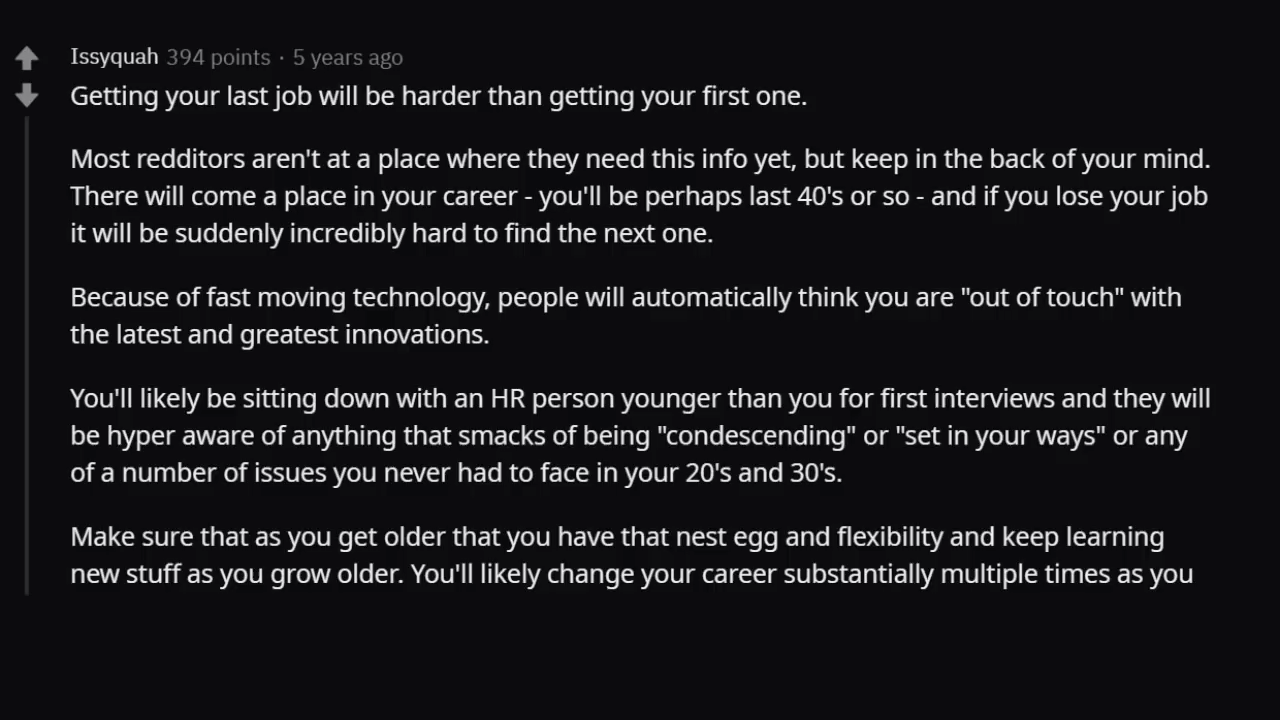 Issyquah 394 points · 5 years ago
Getting your last job will be harder than getting your first one.
Most redditors aren't at a place where they need this info yet, but keep in the back of your mind.
There will come a place in your career - you'll be perhaps last 40's or so - and if you lose your job
it will be suddenly incredibly hard to find the next one.
Because of fast moving technology, people will automatically think you are "out of touch" with
the latest and greatest innovations.
You'll likely be sitting down with an HR person younger than you for first interviews and they will
be hyper aware of anything that smacks of being "condescending" or "set in your ways" or any
of a number of issues you never had to face in your 20's and 30's.
Make sure that as you get older that you have that nest egg and flexibility and keep learning
new stuff as you grow older. You'll likely change your career substantially multiple times as you